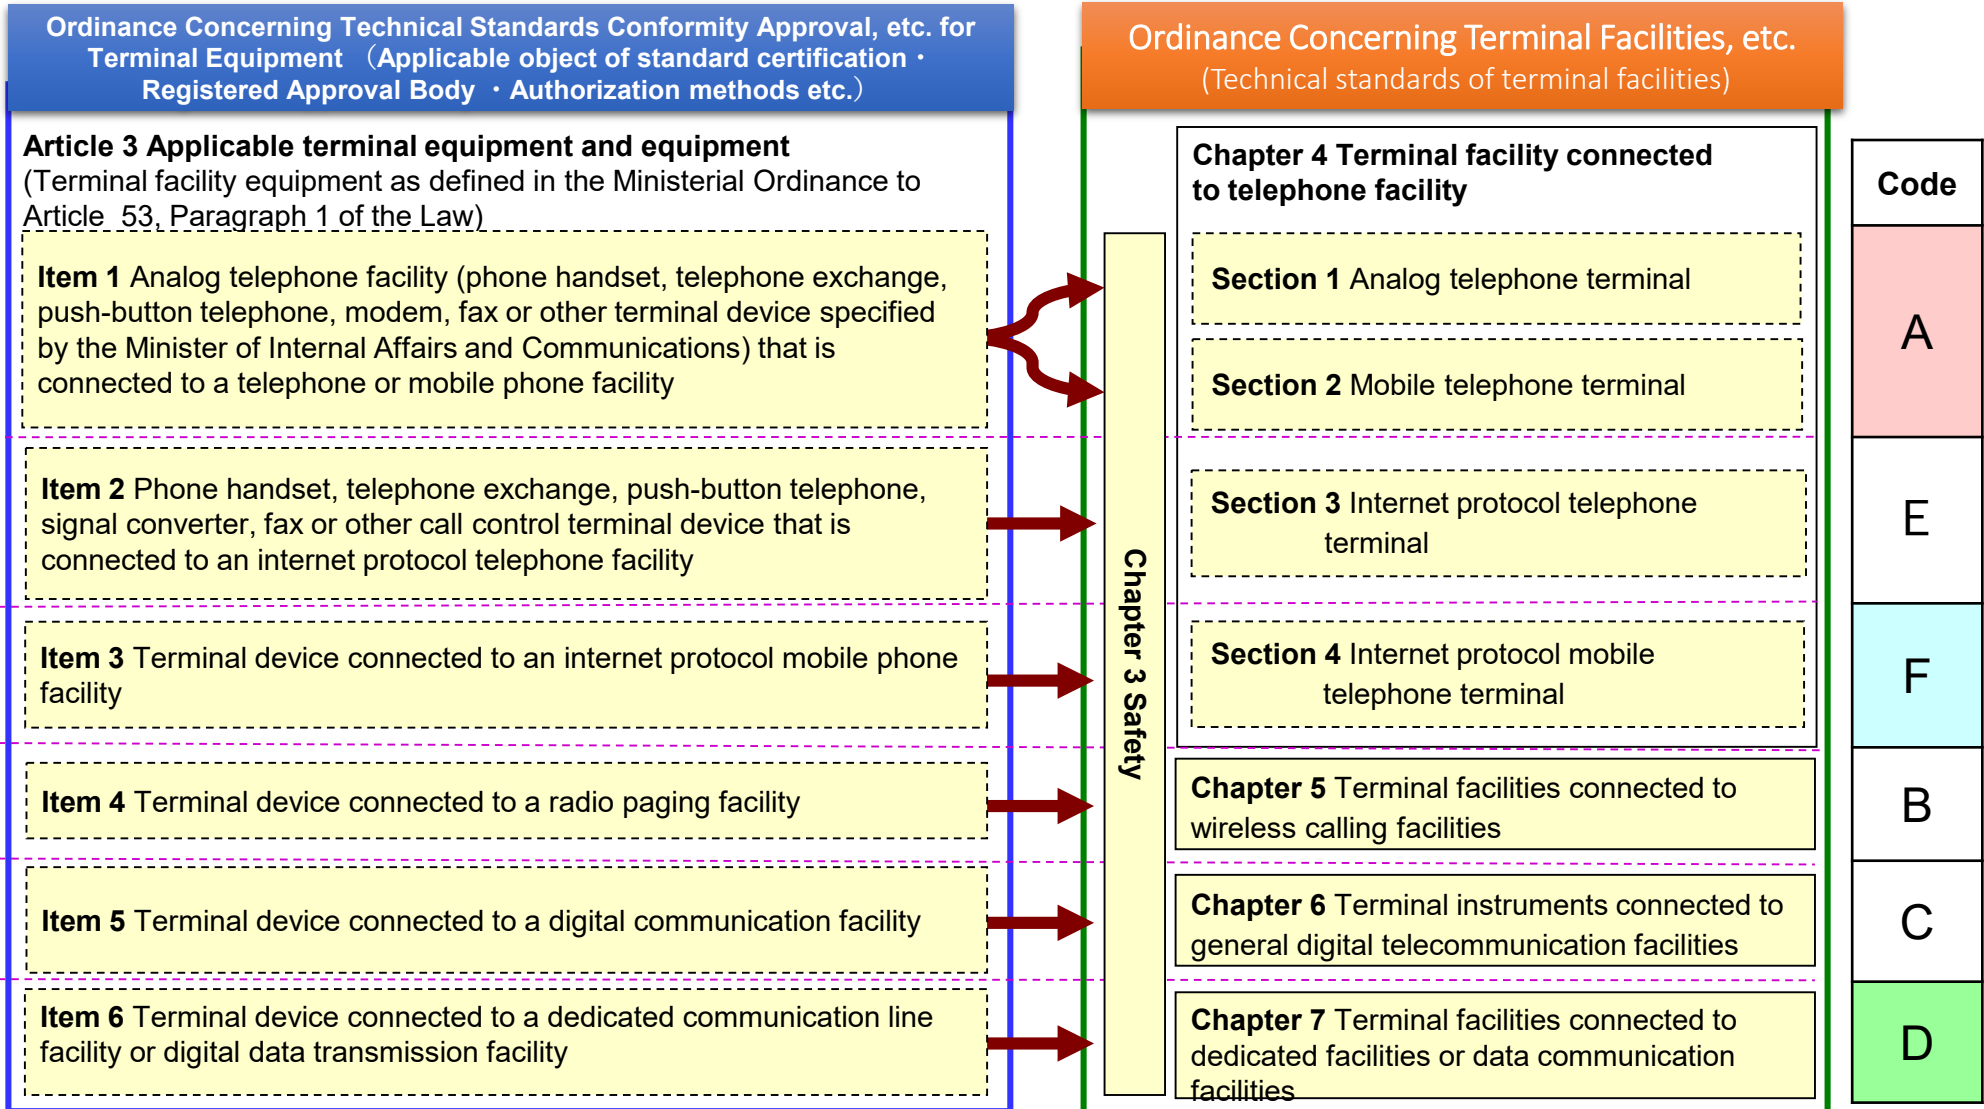 Ordinance Concerning Technical Standards Conformity Approval, etc. for
Terminal Equipment （Applicable object of standard certification・
Registered Approval Body ・Authorization methods etc.）
Article 3 Applicable terminal equipment and equipment
(Terminal facility equipment as defined in the Ministerial Ordinance to
Article 53, Paragraph 1 of the Law)
Item 1 Analog telephone facility (phone handset, telephone exchange,
push-button telephone, modem, fax or other terminal device specified
by the Minister of Internal Affairs and Communications) that is
connected to a telephone or mobile phone facility
Item 2 Phone handset, telephone exchange, push-button telephone,
signal converter, fax or other call control terminal device that is
connected to an internet protocol telephone facility
Item 3 Terminal device connected to an internet protocol mobile phone
facility
Item 4 Terminal device connected to a radio paging facility
Item 5 Terminal device connected to a digital communication facility
Item 6 Terminal device connected to a dedicated communication line
facility or digital data transmission facility
Ordinance Concerning Terminal Facilities, etc.
(Technical standards of terminal facilities)
Chapter 3 Safety
Chapter 4 Terminal facility connected
to telephone facility
Section 1 Analog telephone terminal
Section 2 Mobile telephone terminal
Section 3 Internet protocol telephone
terminal
Section 4 Internet protocol mobile
telephone terminal
Chapter 5 Terminal facilities connected to
wireless calling facilities
Chapter 6 Terminal instruments connected to
general digital telecommunication facilities
Chapter 7 Terminal facilities connected to
dedicated facilities or data communication
facilities
Code
A
E
F
B
C
D